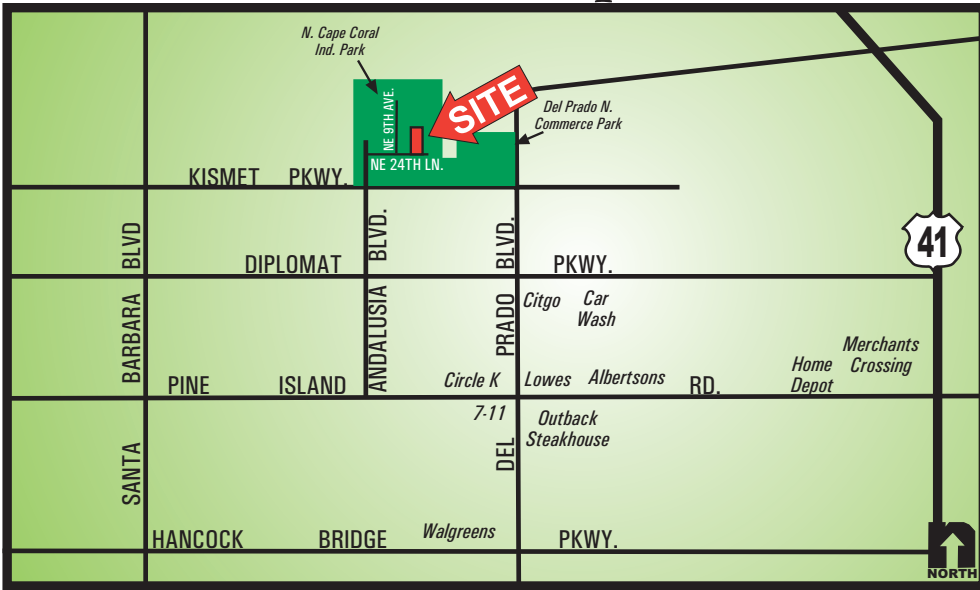 N. Cape Coral
Ind. Park
NE 9TH AVE.
SITE
Del Prado N.
Commerce Park
NE 24TH LN.
KISMET PKWY.
41
SANTA BARBARA BLVD
ANDALUSIA BLVD.
DEL PRADO BLVD.
DIPLOMAT PKWY.
Citgo
Car
Wash
Merchants
Crossing
Home
Depot
Circle K
Lowes
Albertsons
PINE ISLAND RD.
7-11
Outback
Steakhouse
Walgreens
HANCOCK BRIDGE PKWY.
NORTH